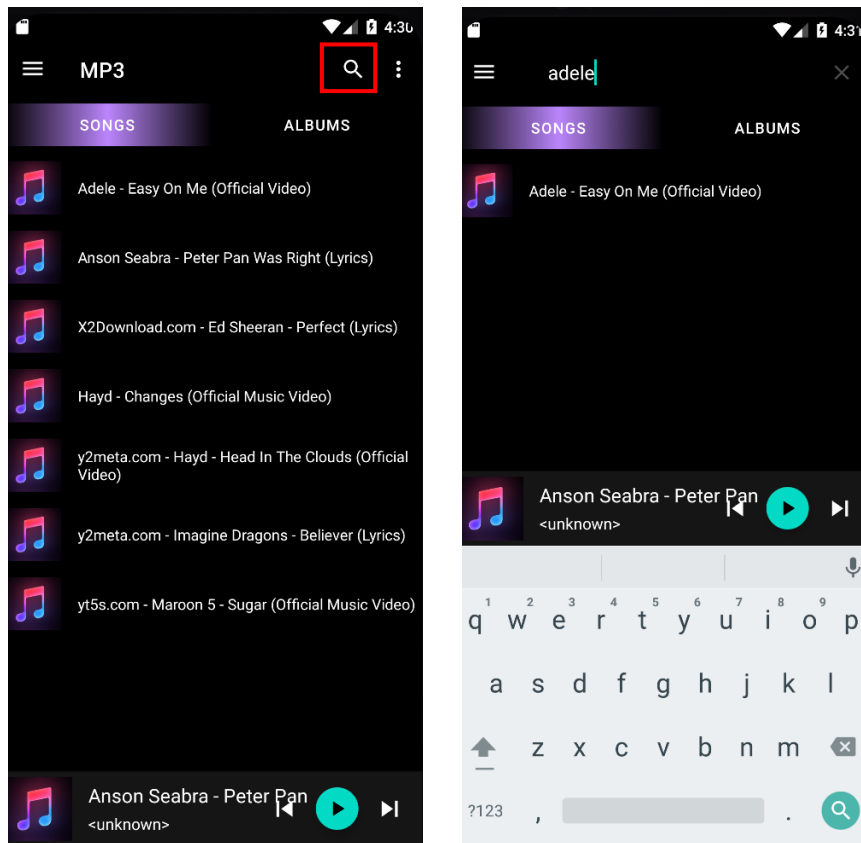 4:30
MP3
SONGS ALBUMS
Adele - Easy On Me (Official Video)
Anson Seabra - Peter Pan Was Right (Lyrics)
X2Download.com - Ed Sheeran - Perfect (Lyrics)
Hayd - Changes (Official Music Video)
y2meta.com - Hayd - Head In The Clouds (Official
Video)
y2meta.com - Imagine Dragons - Believer (Lyrics)
yt5s.com - Maroon 5 - Sugar (Official Music Video)
Anson Seabra - Peter Pan
<unknown>
4:31
adele
SONGS ALBUMS
Adele - Easy On Me (Official Video)
Anson Seabra - Peter Pan
<unknown>
1 2 3 4 5 6 7 8 9
q w e r t y u i o p
a s d f g h j k l
z x c v b n m
?123 , .